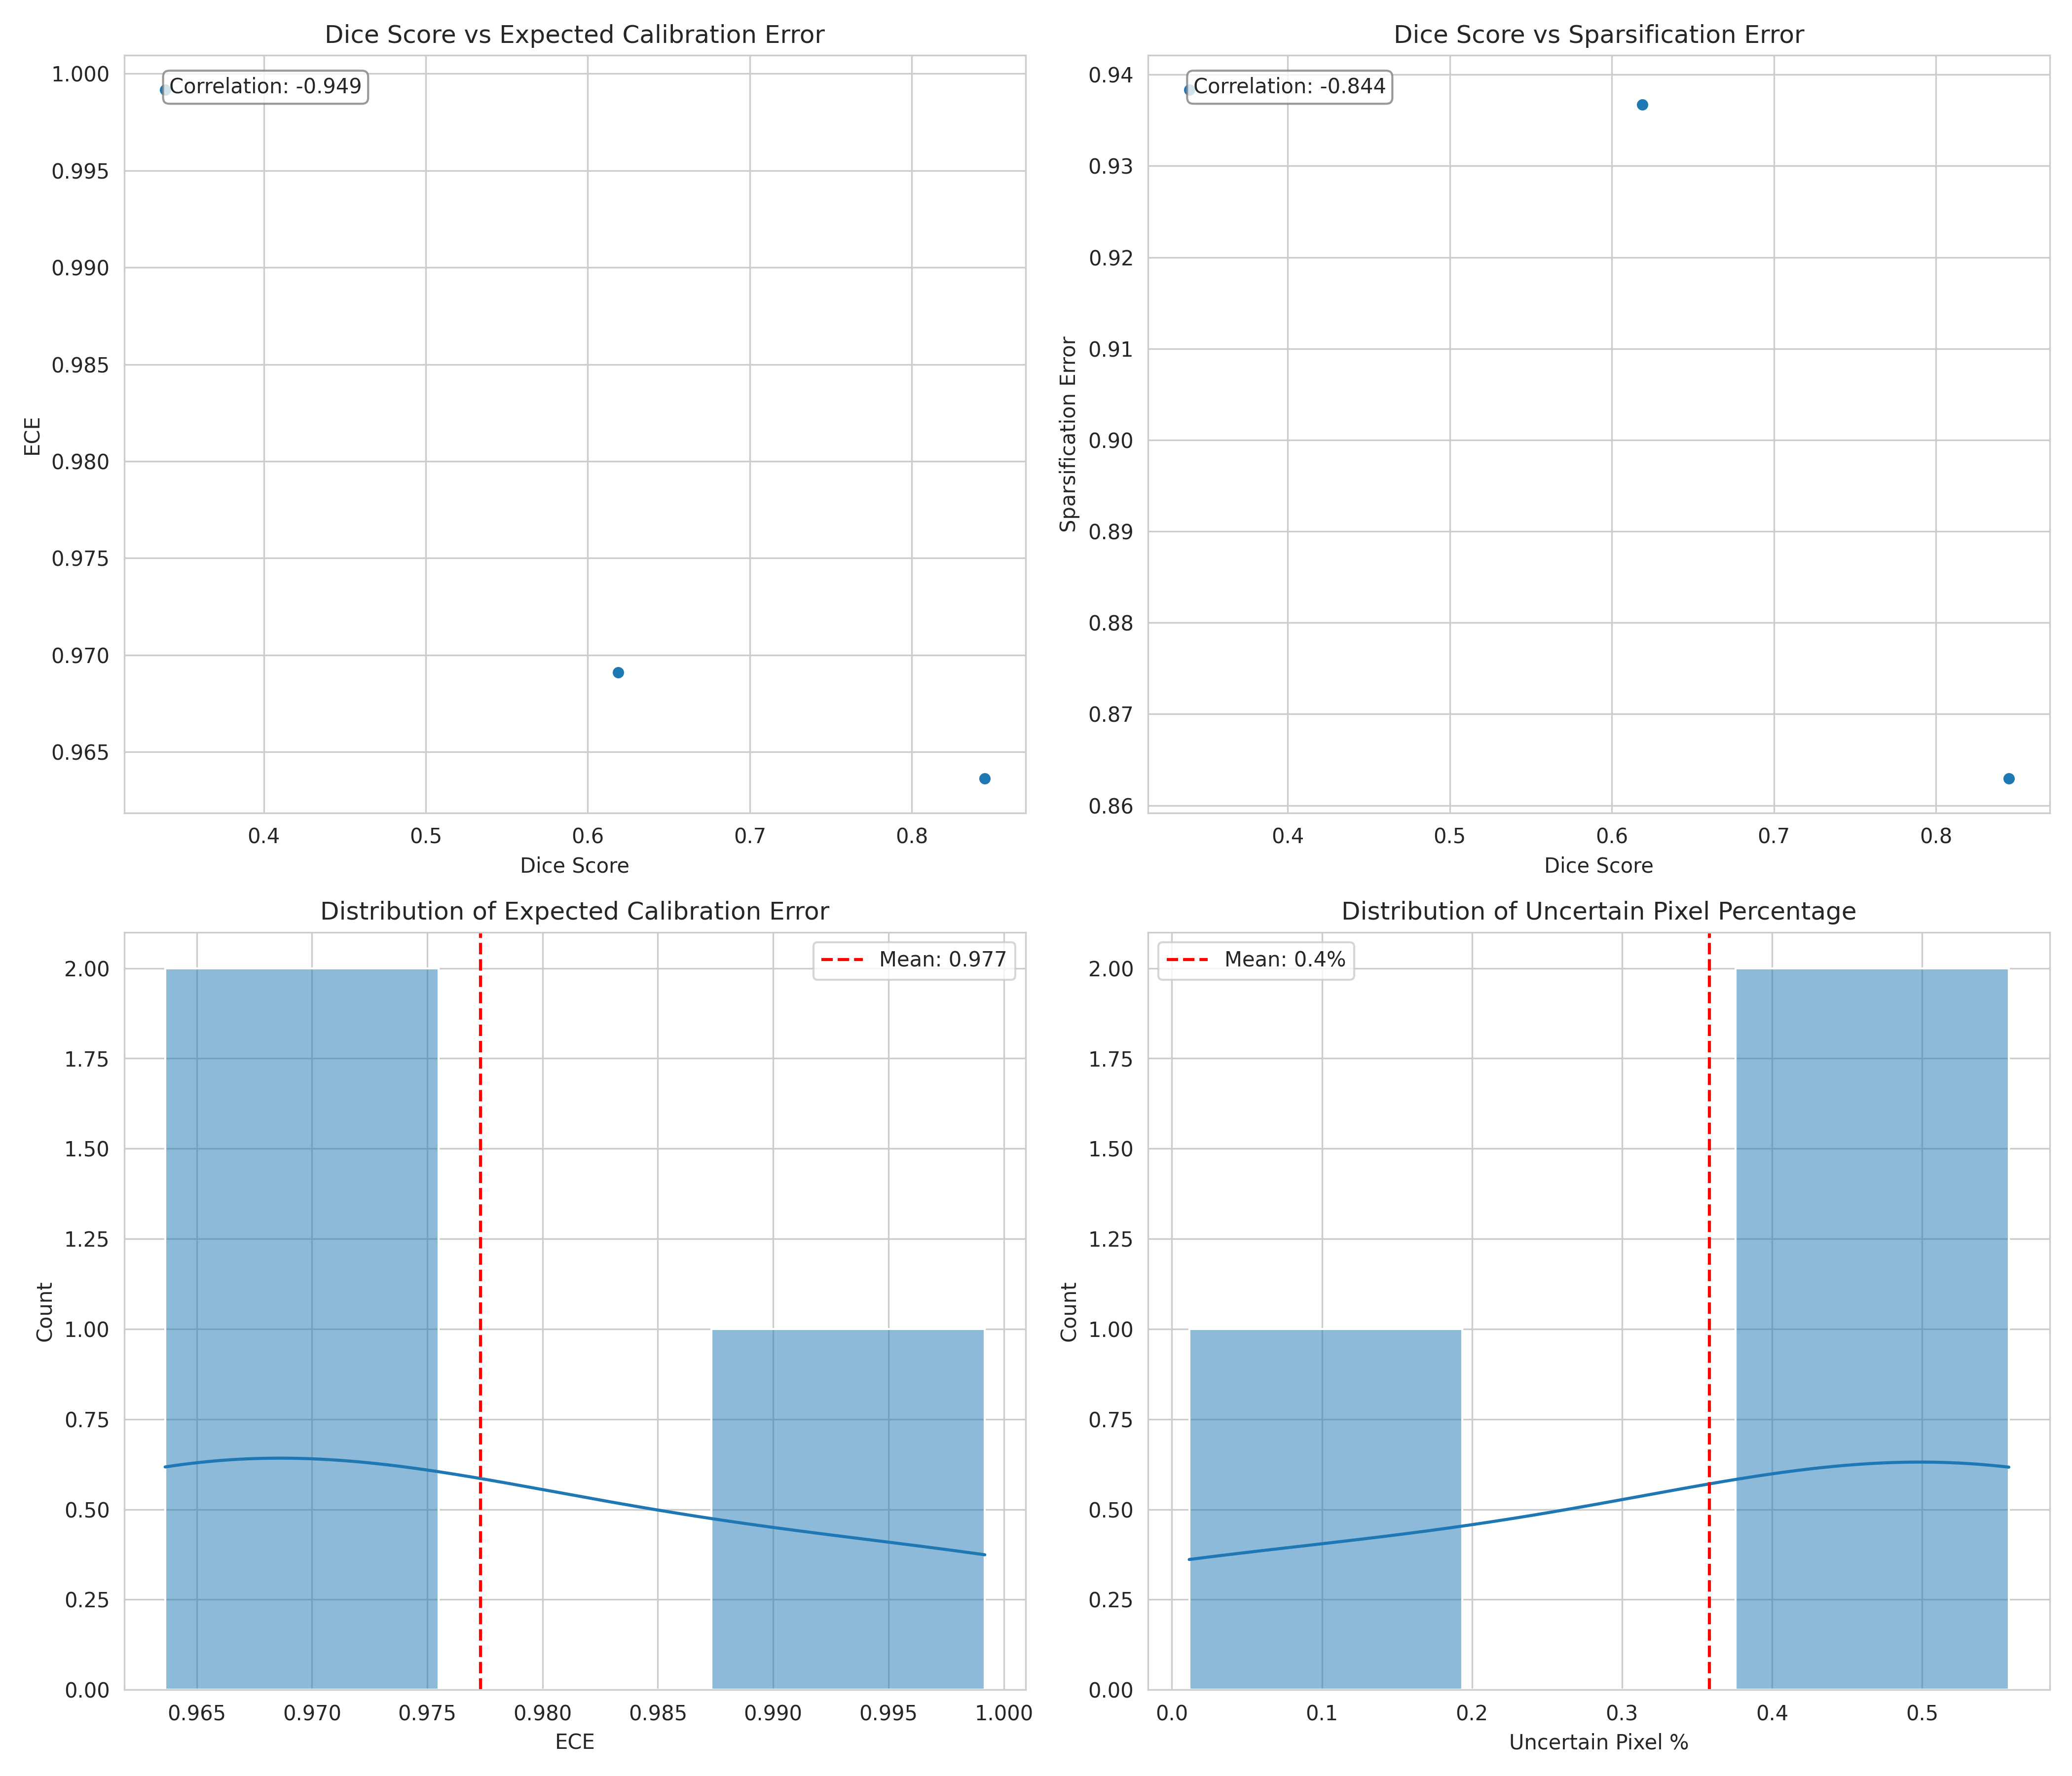 Dice Score vs Expected Calibration Error
Correlation: -0.949
1.000
0.995
0.990
0.985
0.980
0.975
0.970
0.965
ECE
0.4 0.5 0.6 0.7 0.8
Dice Score
Dice Score vs Sparsification Error
Correlation: -0.844
0.94
0.93
0.92
0.91
0.90
0.89
0.88
0.87
0.86
Sparsification Error
0.4 0.5 0.6 0.7 0.8
Dice Score
Distribution of Expected Calibration Error
Mean: 0.977
2.00
1.75
1.50
1.25
1.00
0.75
0.50
0.25
0.00
Count
0.965 0.970 0.975 0.980 0.985 0.990 0.995 1.000
ECE
Distribution of Uncertain Pixel Percentage
Mean: 0.4%
2.00
1.75
1.50
1.25
1.00
0.75
0.50
0.25
0.00
Count
0.0 0.1 0.2 0.3 0.4 0.5
Uncertain Pixel %